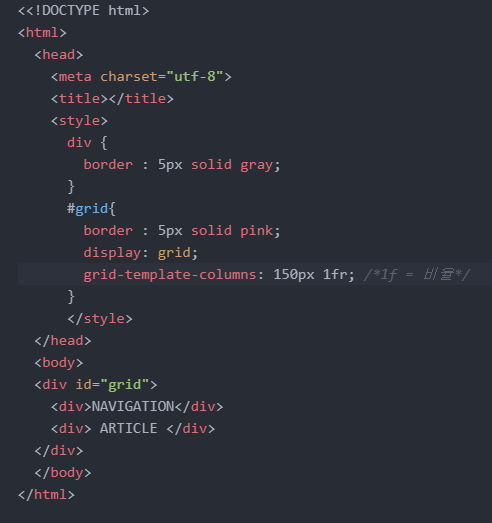 <<!DOCTYPE html>
<html>
<head>
<meta charset="utf-8">
<title></title>
<style>
div {
border : 5px solid gray;
}
#grid{
border : 5px solid pink;
display: grid;
grid-template-columns: 150px 1fr; /*1f = 비율*/
}
</style>
</head>
<body>
<div id="grid">
<div>NAVIGATION</div>
<div> ARTICLE </div>
</div>
</body>
</html>